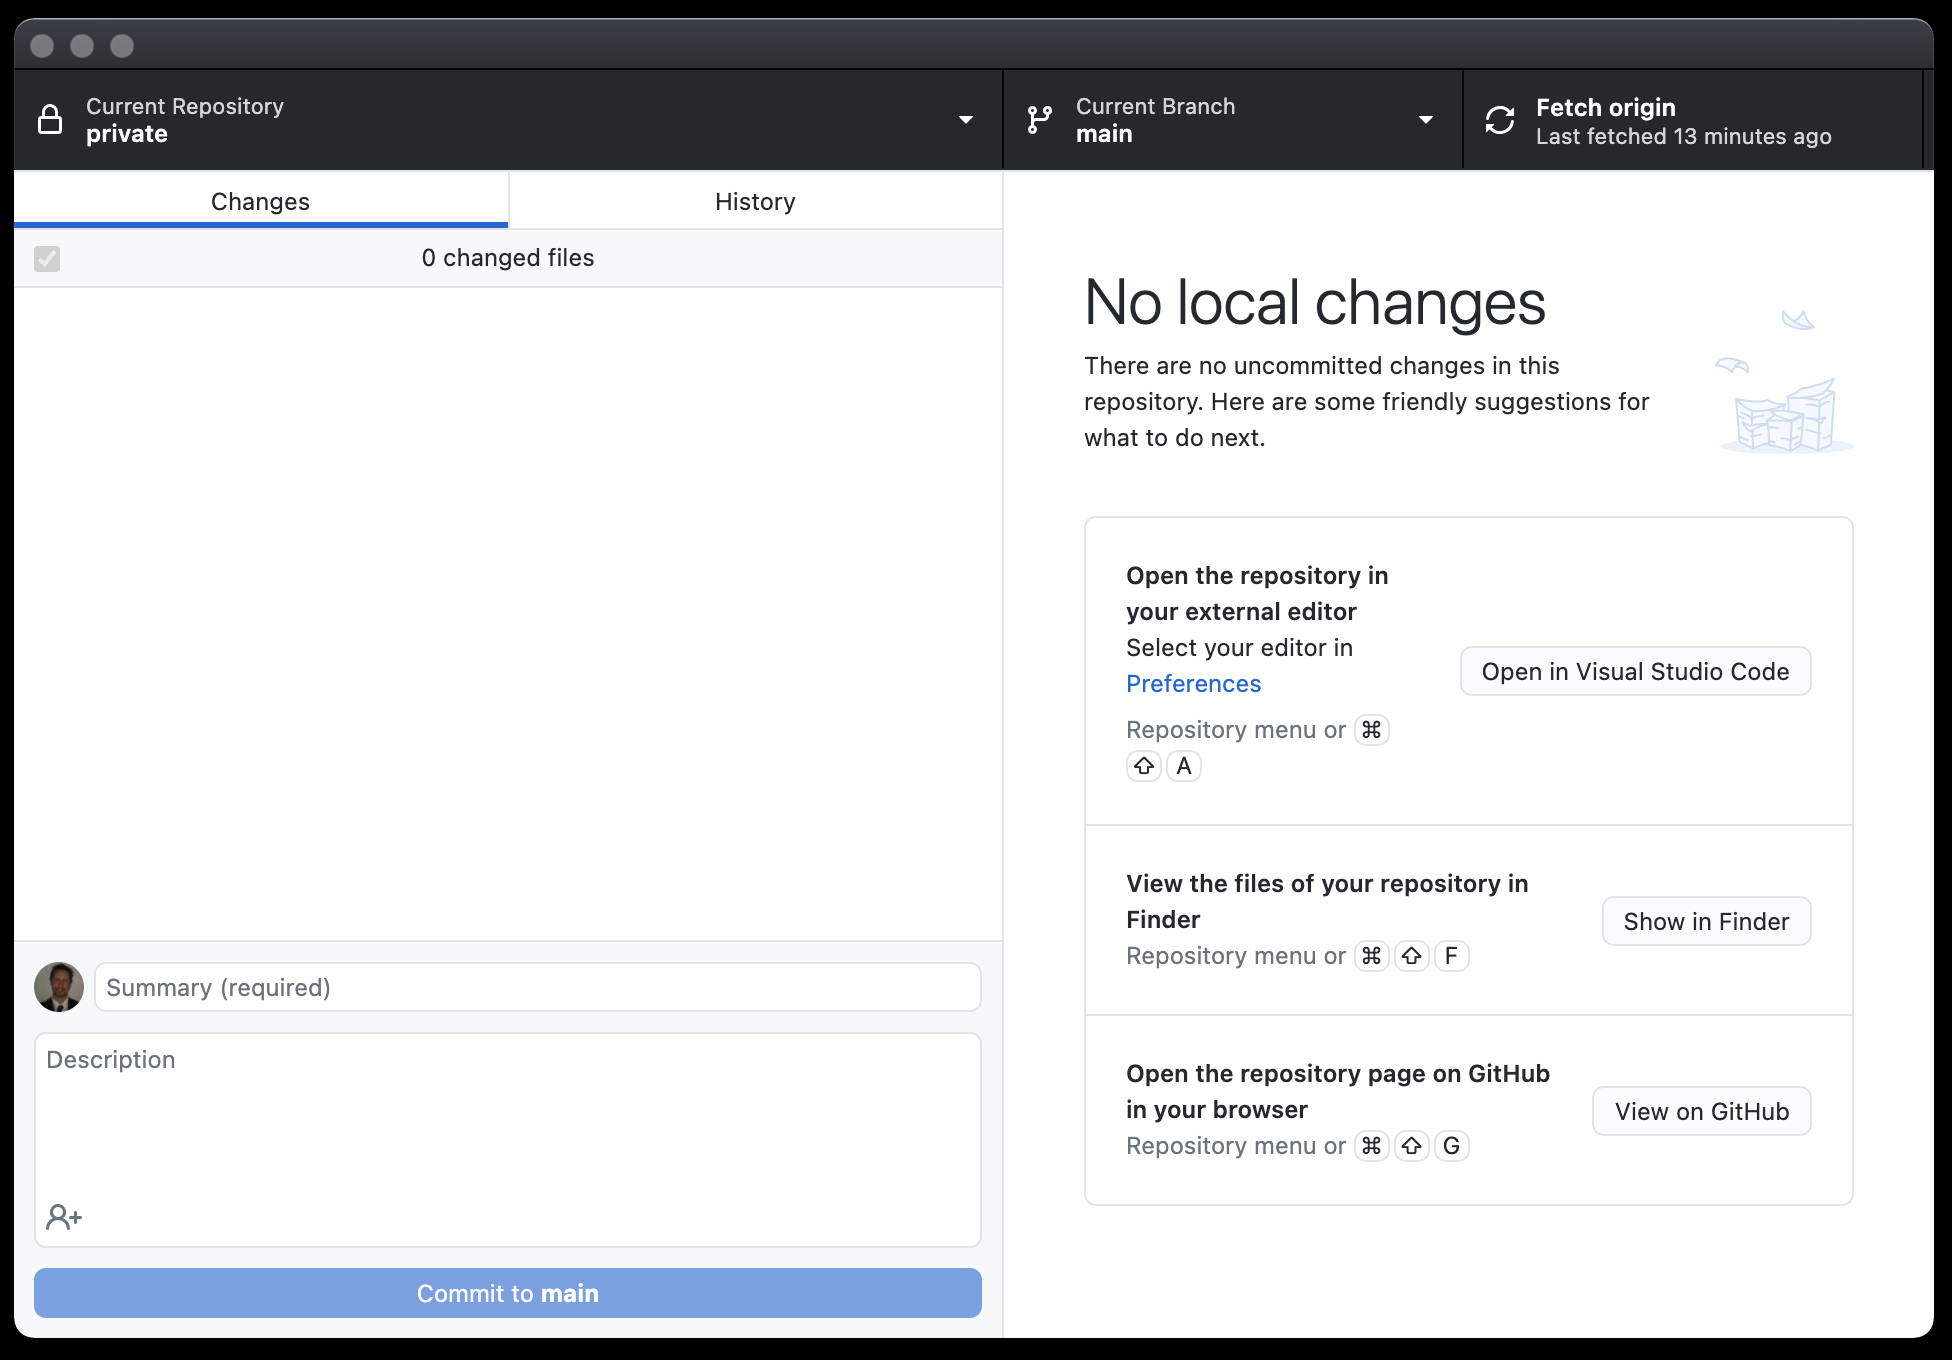 Current Repository
private
Current Branch
main
Fetch origin
Last fetched 13 minutes ago
Changes
History
0 changed files
No local changes
There are no uncommitted changes in this
repository. Here are some friendly suggestions for
what to do next.
Open the repository in
your external editor
Select your editor in
Preferences
Repository menu or ⌘
⇧ A
Open in Visual Studio Code
View the files of your repository in
Finder
Repository menu or ⌘ ⇧ F
Show in Finder
Open the repository page on GitHub
in your browser
Repository menu or ⌘ ⇧ G
View on GitHub
Summary (required)
Description
Commit to main